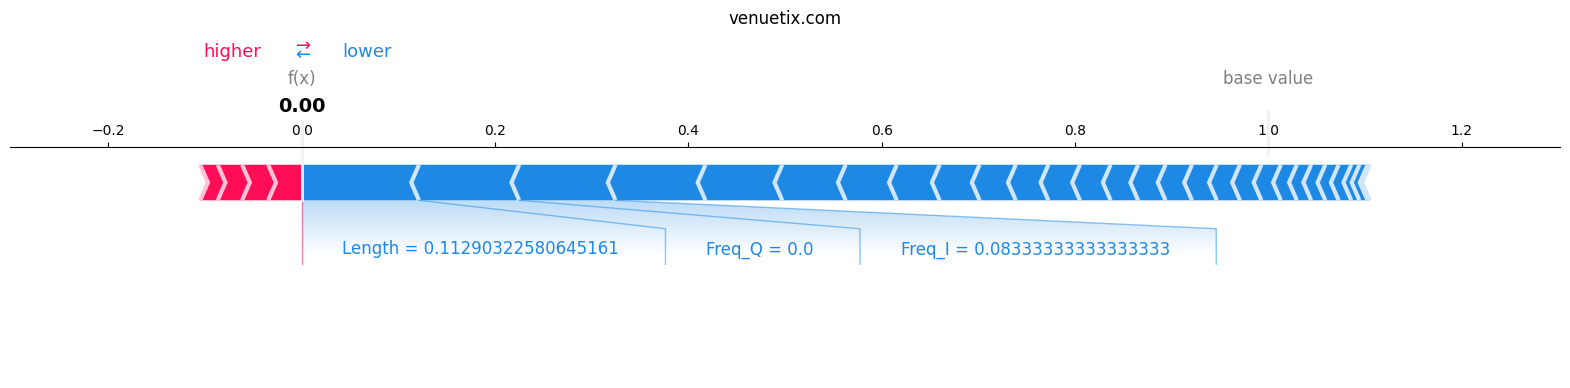 venuetix.com
higher ⇄ lower
f(x) base value
0.00
−0.2 0.0 0.2 0.4 0.6 0.8 1.0 1.2
Length = 0.11290322580645161 Freq_Q = 0.0 Freq_I = 0.08333333333333333